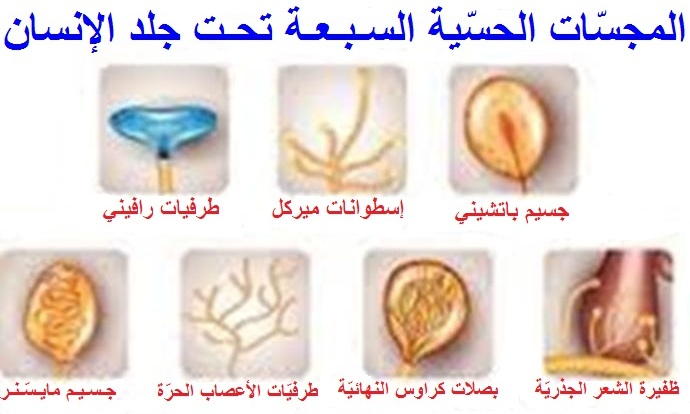 المجسّات الحسّية السبعة تحت جلد الإنسان
جسيم باتشيني
إسطوانات ميركل
طرفيات رافيني
ظفيرة الشعر الجذريّة
بصلات كراوس النهائيّة
طرفيّات الأعصاب الحرّة
جسيم مايسّنر